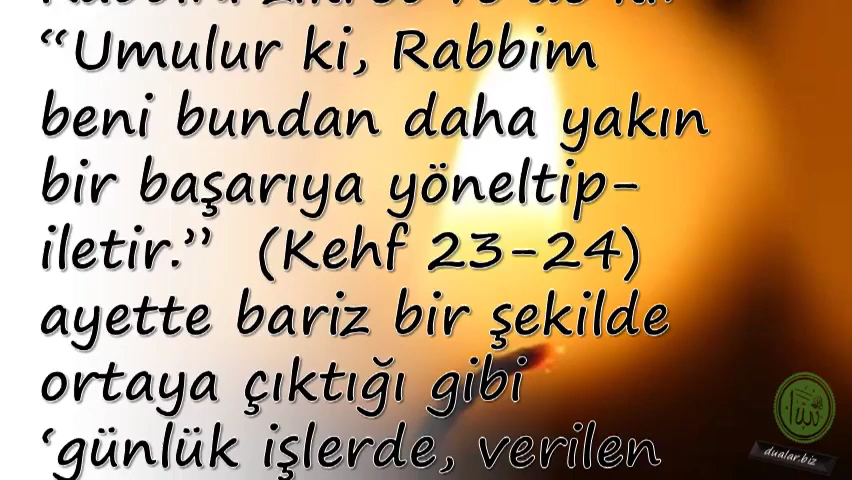 “Umulur ki, Rabbim
beni bundan daha yakın
bir başarıya yöneltip-
iletir.” (Kehf 23-24)
ayette bariz bir şekilde
ortaya çıktığı gibi
‘günlük işlerde, verilen
dualar.biz